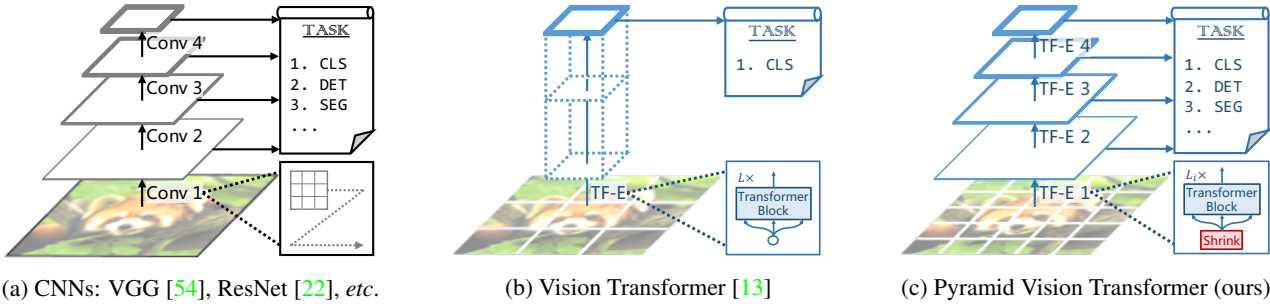 TASK
1. CLS
2. DET
3. SEG
...
Conv 4
Conv 3
Conv 2
Conv 1
(a) CNNs: VGG [54], ResNet [22], etc.
TASK
1. CLS
TF-E
L×
Transformer
Block
(b) Vision Transformer [13]
TASK
1. CLS
2. DET
3. SEG
...
TF-E 4
TF-E 3
TF-E 2
TF-E 1
Lᵢ×
Transformer
Block
Shrink
(c) Pyramid Vision Transformer (ours)